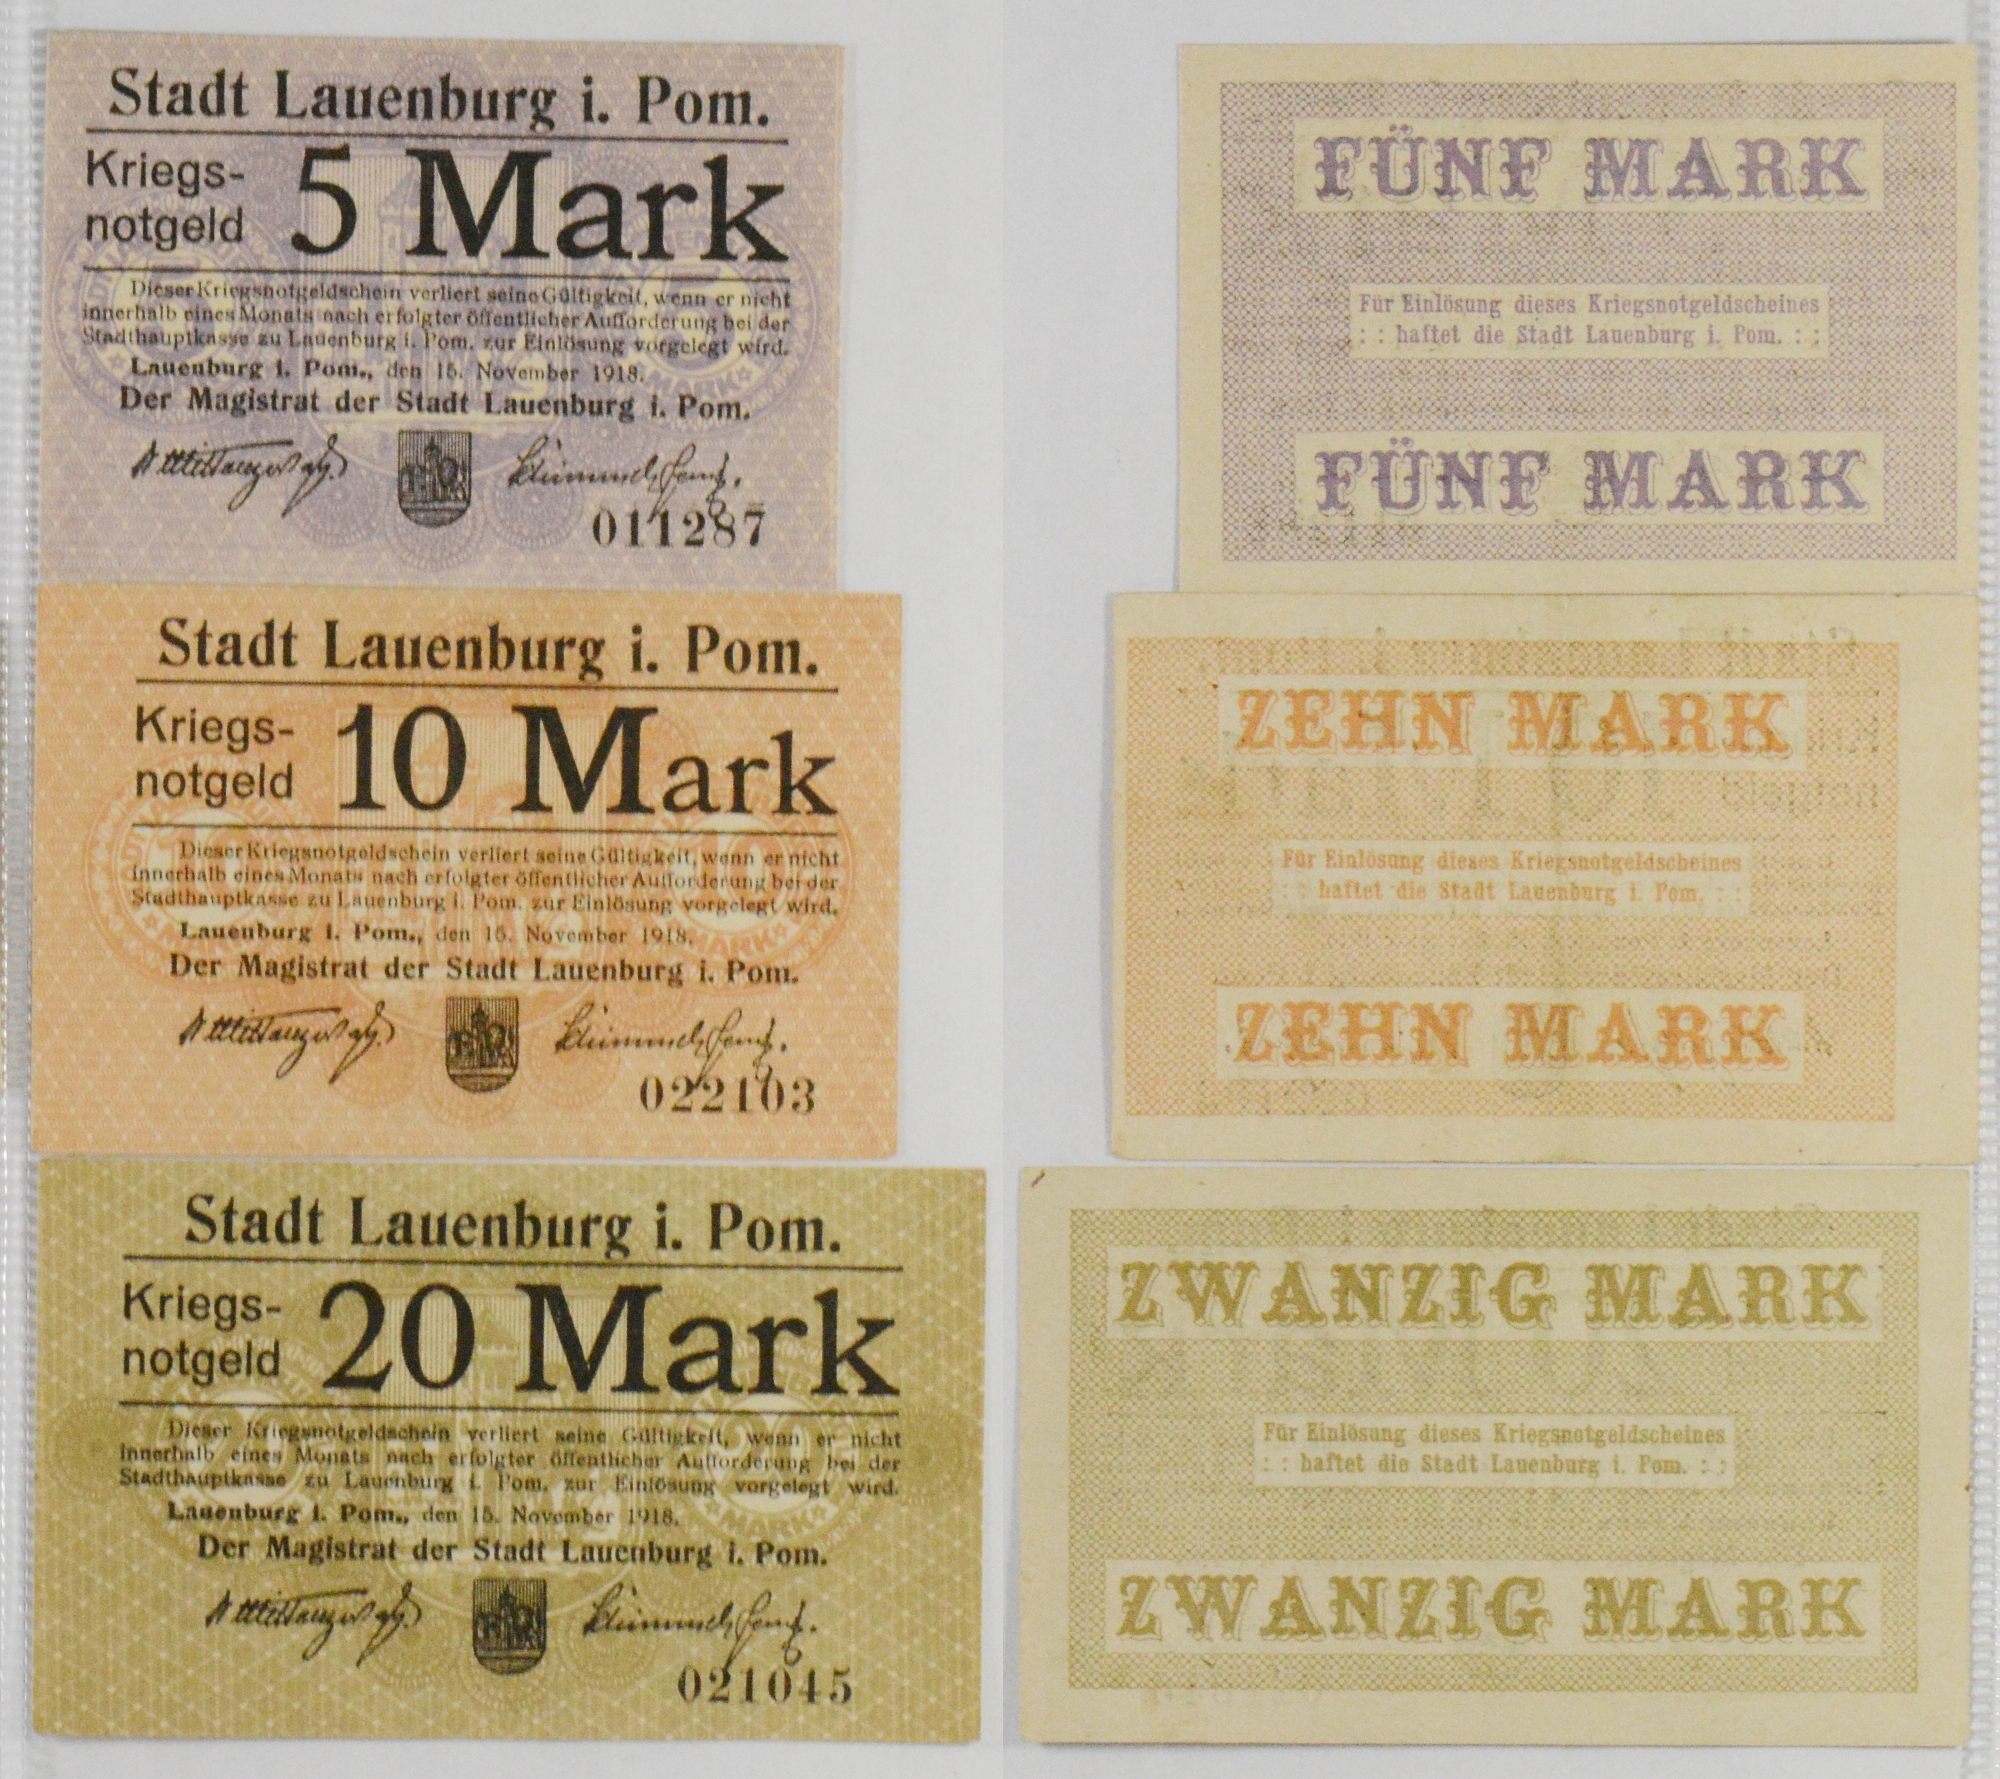 Stadt Lauenburg i. Pom.
Kriegs-
notgeld
5 Mark
Dieser Kriegsnotgeldschein verliert seine Gültigkeit, wenn er nicht
innerhalb eines Monats nach erfolgter öffentlicher Aufforderung bei der
Stadthauptkasse zu Lauenburg i. Pom. zur Einlösung vorgelegt wird.
Lauenburg i. Pom., den 15. November 1918.
Der Magistrat der Stadt Lauenburg i. Pom.
011287
Stadt Lauenburg i. Pom.
Kriegs-
notgeld
10 Mark
Dieser Kriegsnotgeldschein verliert seine Gültigkeit, wenn er nicht
innerhalb eines Monats nach erfolgter öffentlicher Aufforderung bei der
Stadthauptkasse zu Lauenburg i. Pom. zur Einlösung vorgelegt wird.
Lauenburg i. Pom., den 15. November 1918.
Der Magistrat der Stadt Lauenburg i. Pom.
022103
Stadt Lauenburg i. Pom.
Kriegs-
notgeld
20 Mark
Dieser Kriegsnotgeldschein verliert seine Gültigkeit, wenn er nicht
innerhalb eines Monats nach erfolgter öffentlicher Aufforderung bei der
Stadthauptkasse zu Lauenburg i. Pom. zur Einlösung vorgelegt wird.
Lauenburg i. Pom., den 15. November 1918.
Der Magistrat der Stadt Lauenburg i. Pom.
021045
FÜNF MARK
Für Einlösung dieses Kriegsnotgeldscheines
: : haftet die Stadt Lauenburg i. Pom. : :
FÜNF MARK
ZEHN MARK
Für Einlösung dieses Kriegsnotgeldscheines
: : haftet die Stadt Lauenburg i. Pom. : :
ZEHN MARK
ZWANZIG MARK
Für Einlösung dieses Kriegsnotgeldscheines
: : haftet die Stadt Lauenburg i. Pom. : :
ZWANZIG MARK